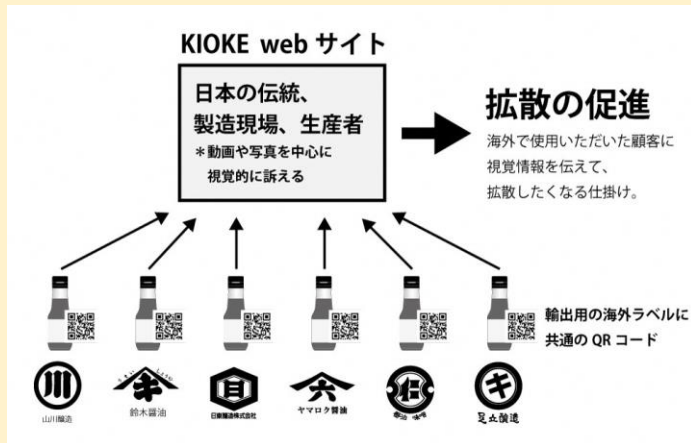 KIOKE webサイト
日本の伝統、
製造現場、生産者
＊動画や写真を中心に
視覚的に訴える
拡散の促進
海外で使用いただいた顧客に
視覚情報を伝えて、
拡散したくなる仕掛け。
輸出用の海外ラベルに
共通のQRコード
川
山川醸造
キ
鈴木醤油
日
日東醸造株式会社
六
ヤマロク醤油
仁
キ
足立醸造